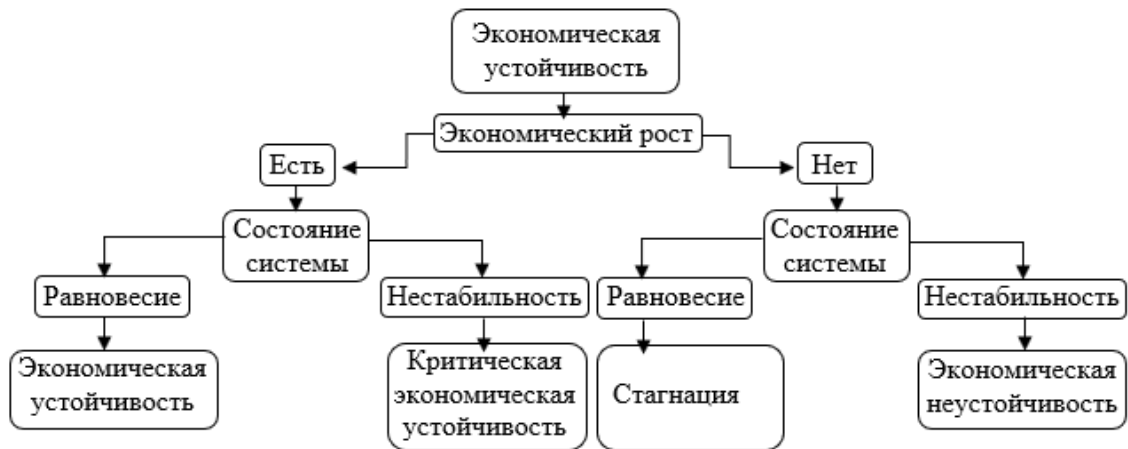 Экономическая
устойчивость
Экономический рост
Есть
Нет
Состояние
системы
Состояние
системы
Равновесие
Нестабильность
Равновесие
Нестабильность
Экономическая
устойчивость
Критическая
экономическая
устойчивость
Стагнация
Экономическая
неустойчивость